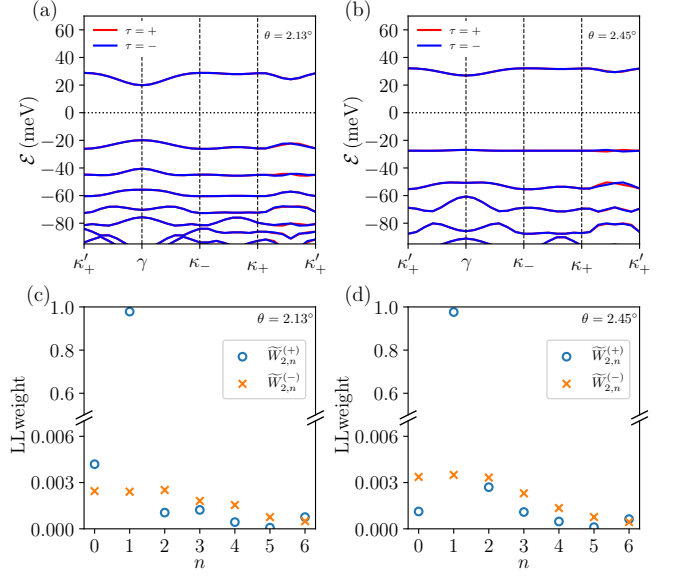 (a) (b)
τ = + θ = 2.13° τ = + θ = 2.45°
τ = − τ = −
ℰ (meV) ℰ (meV)
60 60
40 40
20 20
0 0
−20 −20
−40 −40
−60 −60
−80 −80
κ′₊ γ κ₋ κ₊ κ′₊ κ′₊ γ κ₋ κ₊ κ′₊
(c) (d)
θ = 2.13° θ = 2.45°
W̃₂,ₙ⁽⁺⁾ W̃₂,ₙ⁽⁺⁾
W̃₂,ₙ⁽⁻⁾ W̃₂,ₙ⁽⁻⁾
LLweight LLweight
1.0 1.0
0.8 0.8
0.6 0.6
0.006 0.006
0.003 0.003
0.000 0.000
0 1 2 3 4 5 6 0 1 2 3 4 5 6
n n